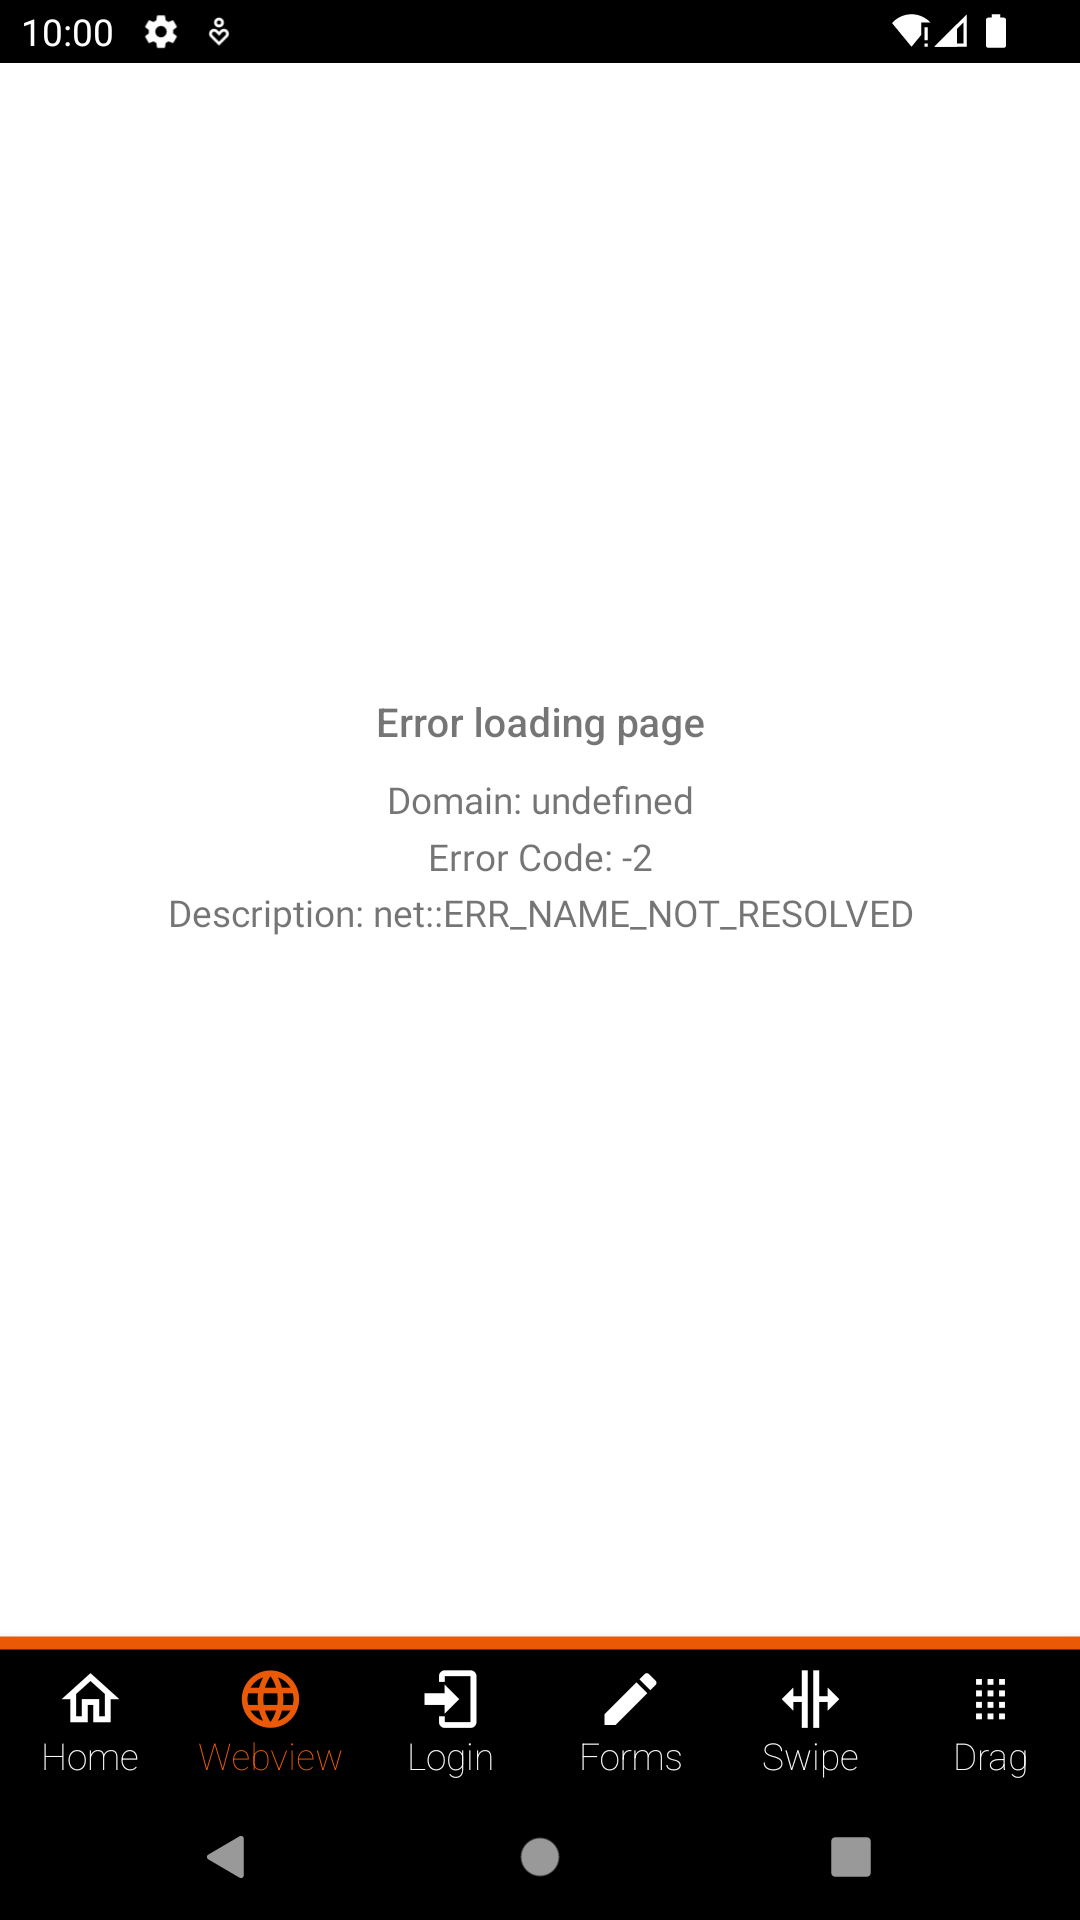 10:00
Error loading page
Domain: undefined
Error Code: -2
Description: net::ERR_NAME_NOT_RESOLVED
Home Webview Login Forms Swipe Drag